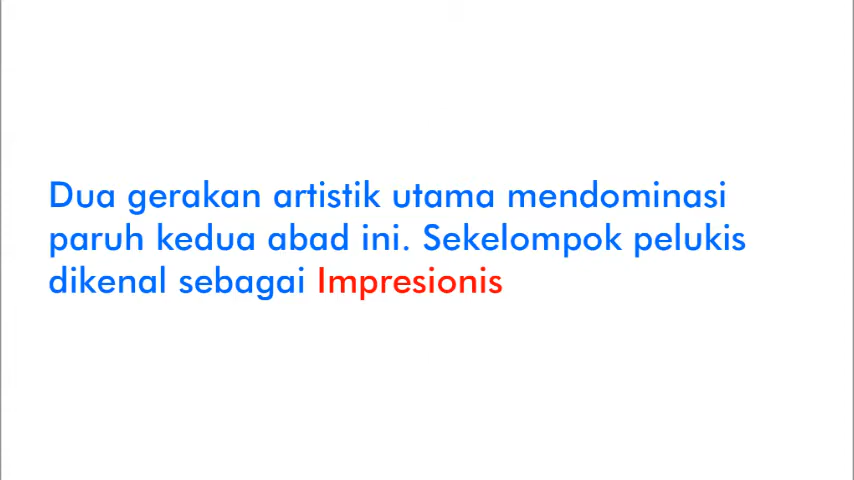 Dua gerakan artistik utama mendominasi
paruh kedua abad ini. Sekelompok pelukis
dikenal sebagai Impresionis